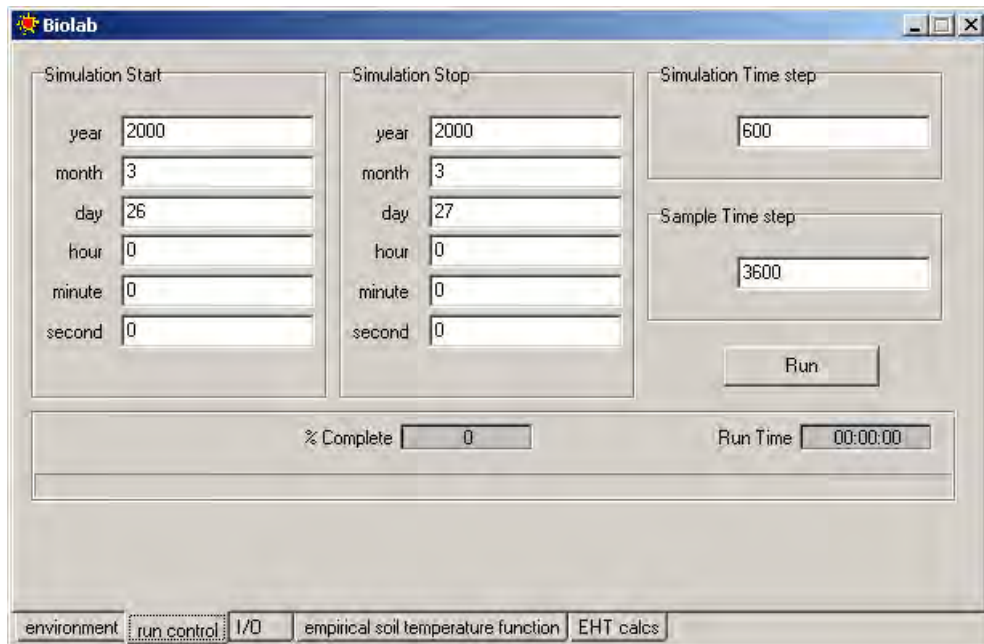 Biolab
Simulation Start
year 2000
month 3
day 26
hour 0
minute 0
second 0
Simulation Stop
year 2000
month 3
day 27
hour 0
minute 0
second 0
Simulation Time step
600
Sample Time step
3600
Run
% Complete 0
Run Time 00:00:00
environment run control I/O empirical soil temperature function EHT calcs